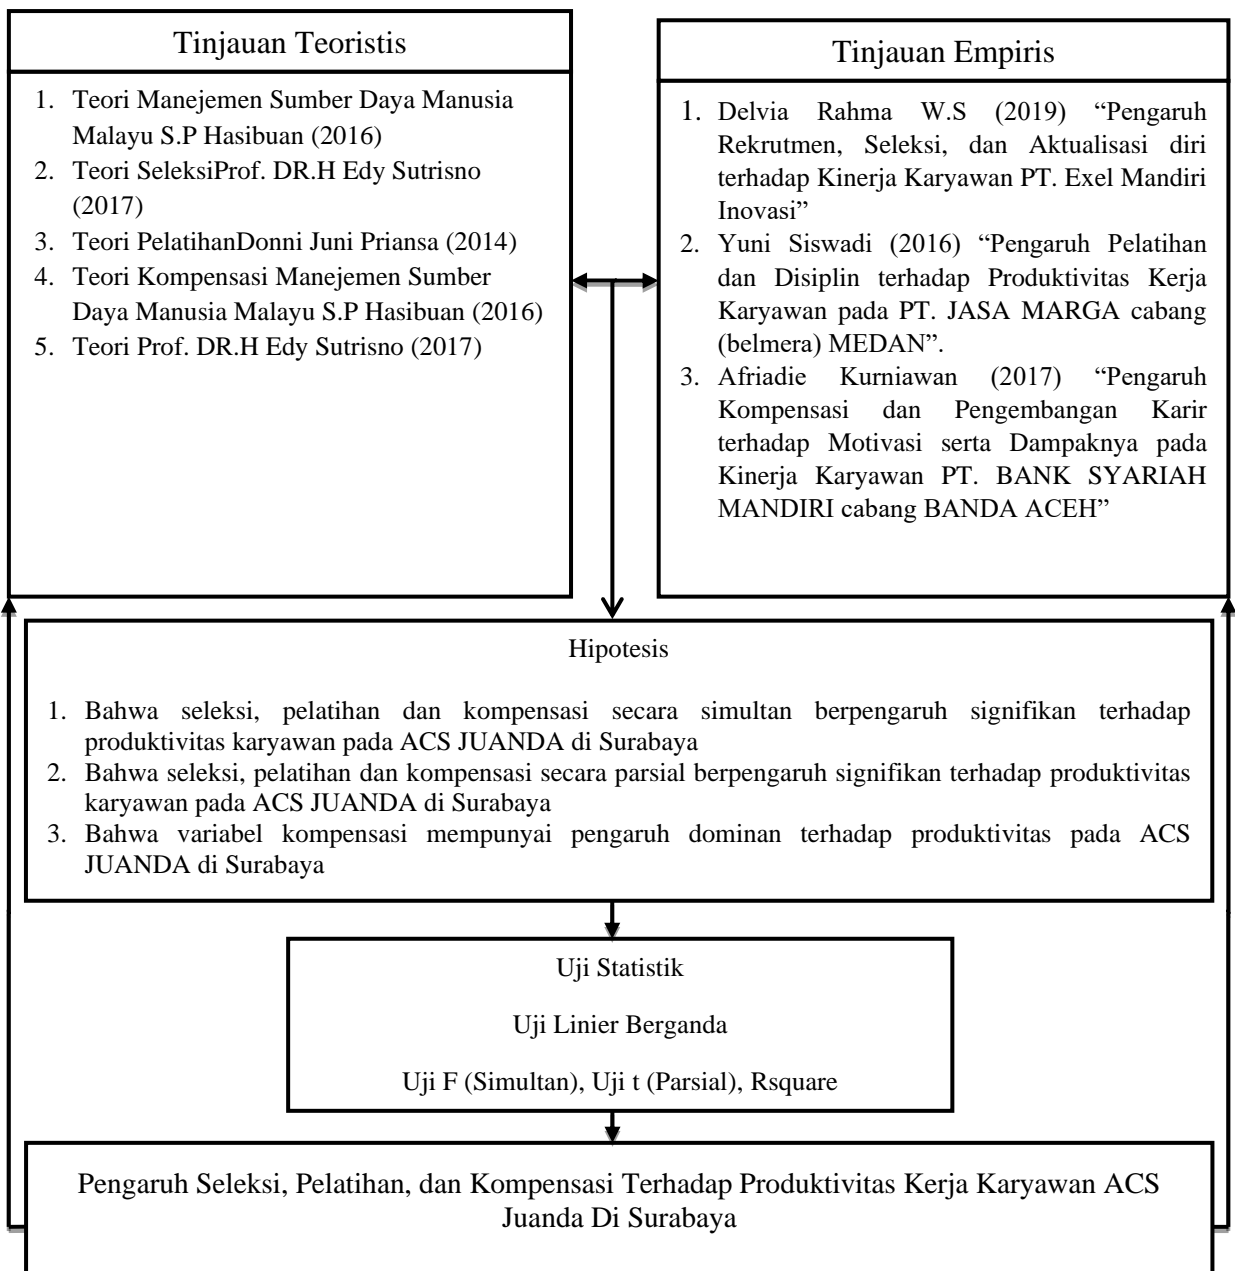 Tinjauan Teoristis
1. Teori Manejemen Sumber Daya Manusia
Malayu S.P Hasibuan (2016)
2. Teori SeleksiProf. DR.H Edy Sutrisno
(2017)
3. Teori PelatihanDonni Juni Priansa (2014)
4. Teori Kompensasi Manejemen Sumber
Daya Manusia Malayu S.P Hasibuan (2016)
5. Teori Prof. DR.H Edy Sutrisno (2017)
Tinjauan Empiris
1. Delvia Rahma W.S (2019) “Pengaruh
Rekrutmen, Seleksi, dan Aktualisasi diri
terhadap Kinerja Karyawan PT. Exel Mandiri
Inovasi”
2. Yuni Siswadi (2016) “Pengaruh Pelatihan
dan Disiplin terhadap Produktivitas Kerja
Karyawan pada PT. JASA MARGA cabang
(belmera) MEDAN”.
3. Afriadie Kurniawan (2017) “Pengaruh
Kompensasi dan Pengembangan Karir
terhadap Motivasi serta Dampaknya pada
Kinerja Karyawan PT. BANK SYARIAH
MANDIRI cabang BANDA ACEH”
Hipotesis
1. Bahwa seleksi, pelatihan dan kompensasi secara simultan berpengaruh signifikan terhadap
produktivitas karyawan pada ACS JUANDA di Surabaya
2. Bahwa seleksi, pelatihan dan kompensasi secara parsial berpengaruh signifikan terhadap produktivitas
karyawan pada ACS JUANDA di Surabaya
3. Bahwa variabel kompensasi mempunyai pengaruh dominan terhadap produktivitas pada ACS
JUANDA di Surabaya
Uji Statistik
Uji Linier Berganda
Uji F (Simultan), Uji t (Parsial), Rsquare
Pengaruh Seleksi, Pelatihan, dan Kompensasi Terhadap Produktivitas Kerja Karyawan ACS
Juanda Di Surabaya